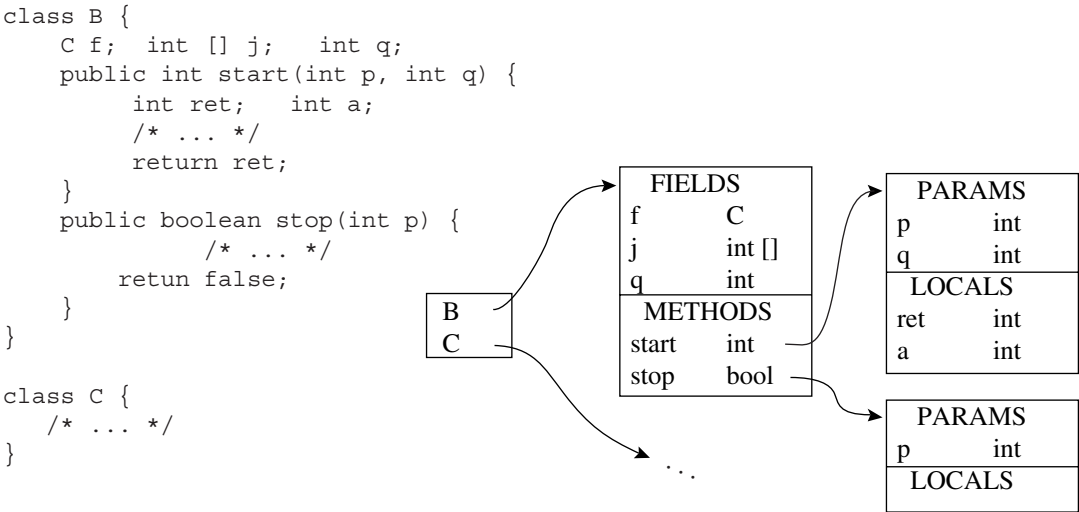 class B {
C f; int [] j; int q;
public int start(int p, int q) {
int ret; int a;
/* ... */
return ret;
}
public boolean stop(int p) {
/* ... */
retun false;
}
}
class C {
/* ... */
}
B
C
FIELDS
f C
j int []
q int
METHODS
start int
stop bool
...
PARAMS
p int
q int
LOCALS
ret int
a int
PARAMS
p int
LOCALS